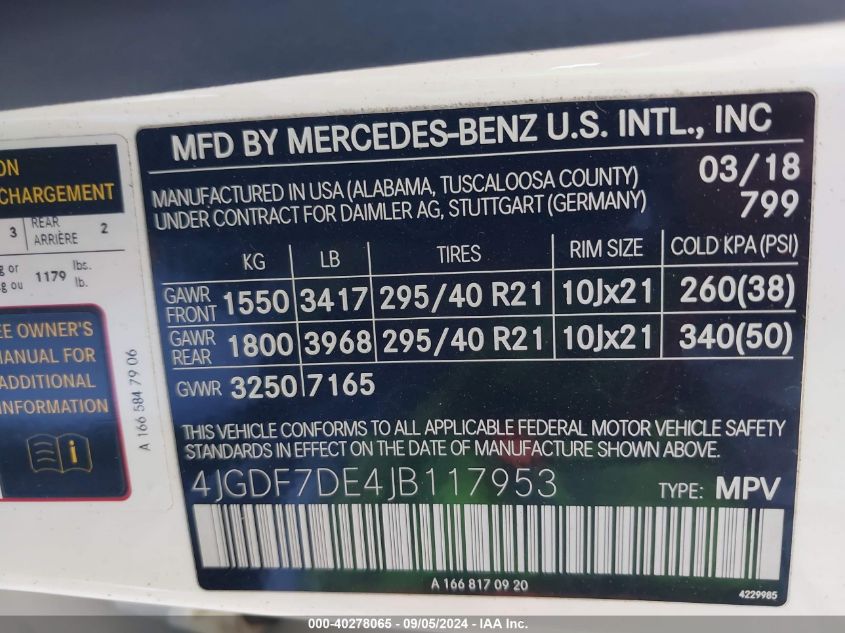 ON
CHARGEMENT
3 REAR ARRIÈRE 2
g or
g ou 1179 lbs. lb.
EE OWNER'S
MANUAL FOR
ADDITIONAL
INFORMATION
A 166 584 79 06
MFD BY MERCEDES-BENZ U.S. INTL., INC
MANUFACTURED IN USA (ALABAMA, TUSCALOOSA COUNTY) 03/18
UNDER CONTRACT FOR DAIMLER AG, STUTTGART (GERMANY) 799
KG LB TIRES RIM SIZE COLD KPA (PSI)
GAWR FRONT 1550 3417 295/40 R21 10Jx21 260(38)
GAWR REAR 1800 3968 295/40 R21 10Jx21 340(50)
GVWR 3250 7165
THIS VEHICLE CONFORMS TO ALL APPLICABLE FEDERAL MOTOR VEHICLE SAFETY
STANDARDS IN EFFECT ON THE DATE OF MANUFACTURE SHOWN ABOVE.
4JGDF7DE4JB117953 TYPE: MPV
A 166 817 09 20
4229985
000-40278065 - 09/05/2024 - IAA Inc.